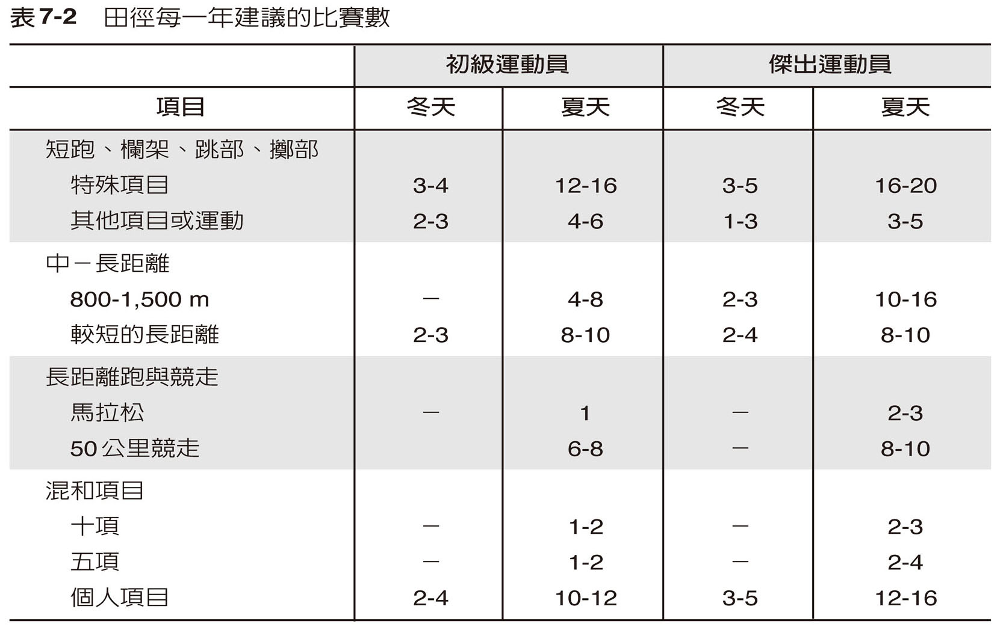 表7-2 田徑每一年建議的比賽數
初級運動員 傑出運動員
項目 冬天 夏天 冬天 夏天
短跑、欄架、跳部、擲部
特殊項目 3-4 12-16 3-5 16-20
其他項目或運動 2-3 4-6 1-3 3-5
中－長距離
800-1,500 m － 4-8 2-3 10-16
較短的長距離 2-3 8-10 2-4 8-10
長距離跑與競走
馬拉松 － 1 － 2-3
50公里競走 6-8 － 8-10
混和項目
十項 － 1-2 － 2-3
五項 － 1-2 － 2-4
個人項目 2-4 10-12 3-5 12-16